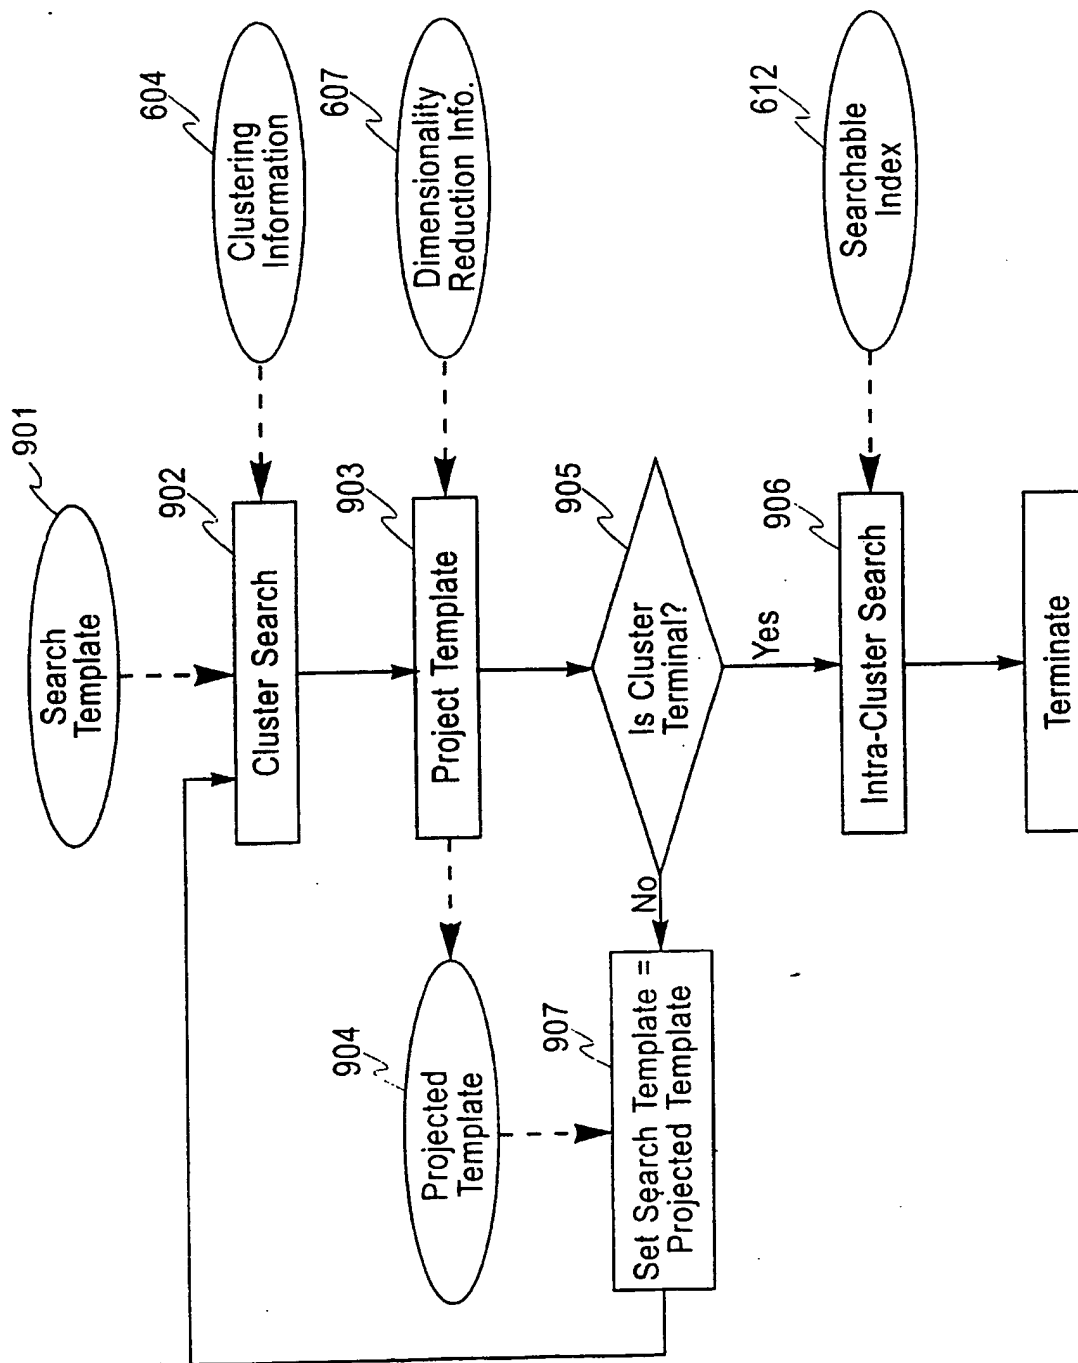 901
Search
Template
902
Cluster Search
604
Clustering
Information
903
Project Template
607
Dimensionality
Reduction Info.
904
Projected
Template
905
Is Cluster
Terminal?
No
Yes
907
Set Search Template =
Projected Template
906
Intra-Cluster Search
612
Searchable
Index
Terminate